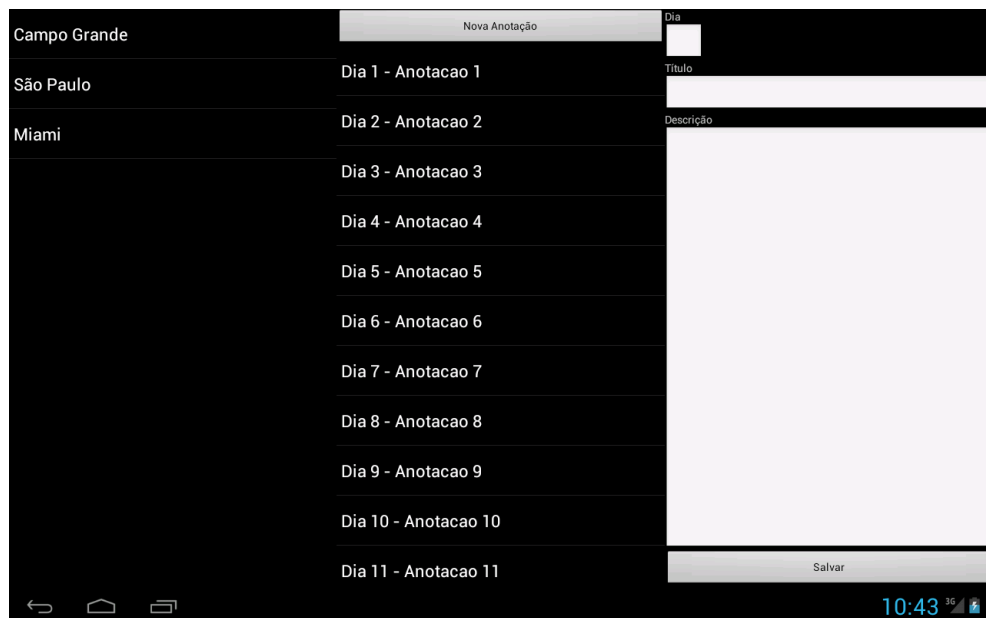 Campo Grande
São Paulo
Miami
Nova Anotação
Dia 1 - Anotacao 1
Dia 2 - Anotacao 2
Dia 3 - Anotacao 3
Dia 4 - Anotacao 4
Dia 5 - Anotacao 5
Dia 6 - Anotacao 6
Dia 7 - Anotacao 7
Dia 8 - Anotacao 8
Dia 9 - Anotacao 9
Dia 10 - Anotacao 10
Dia 11 - Anotacao 11
Dia
Título
Descrição
Salvar
10:43 3G